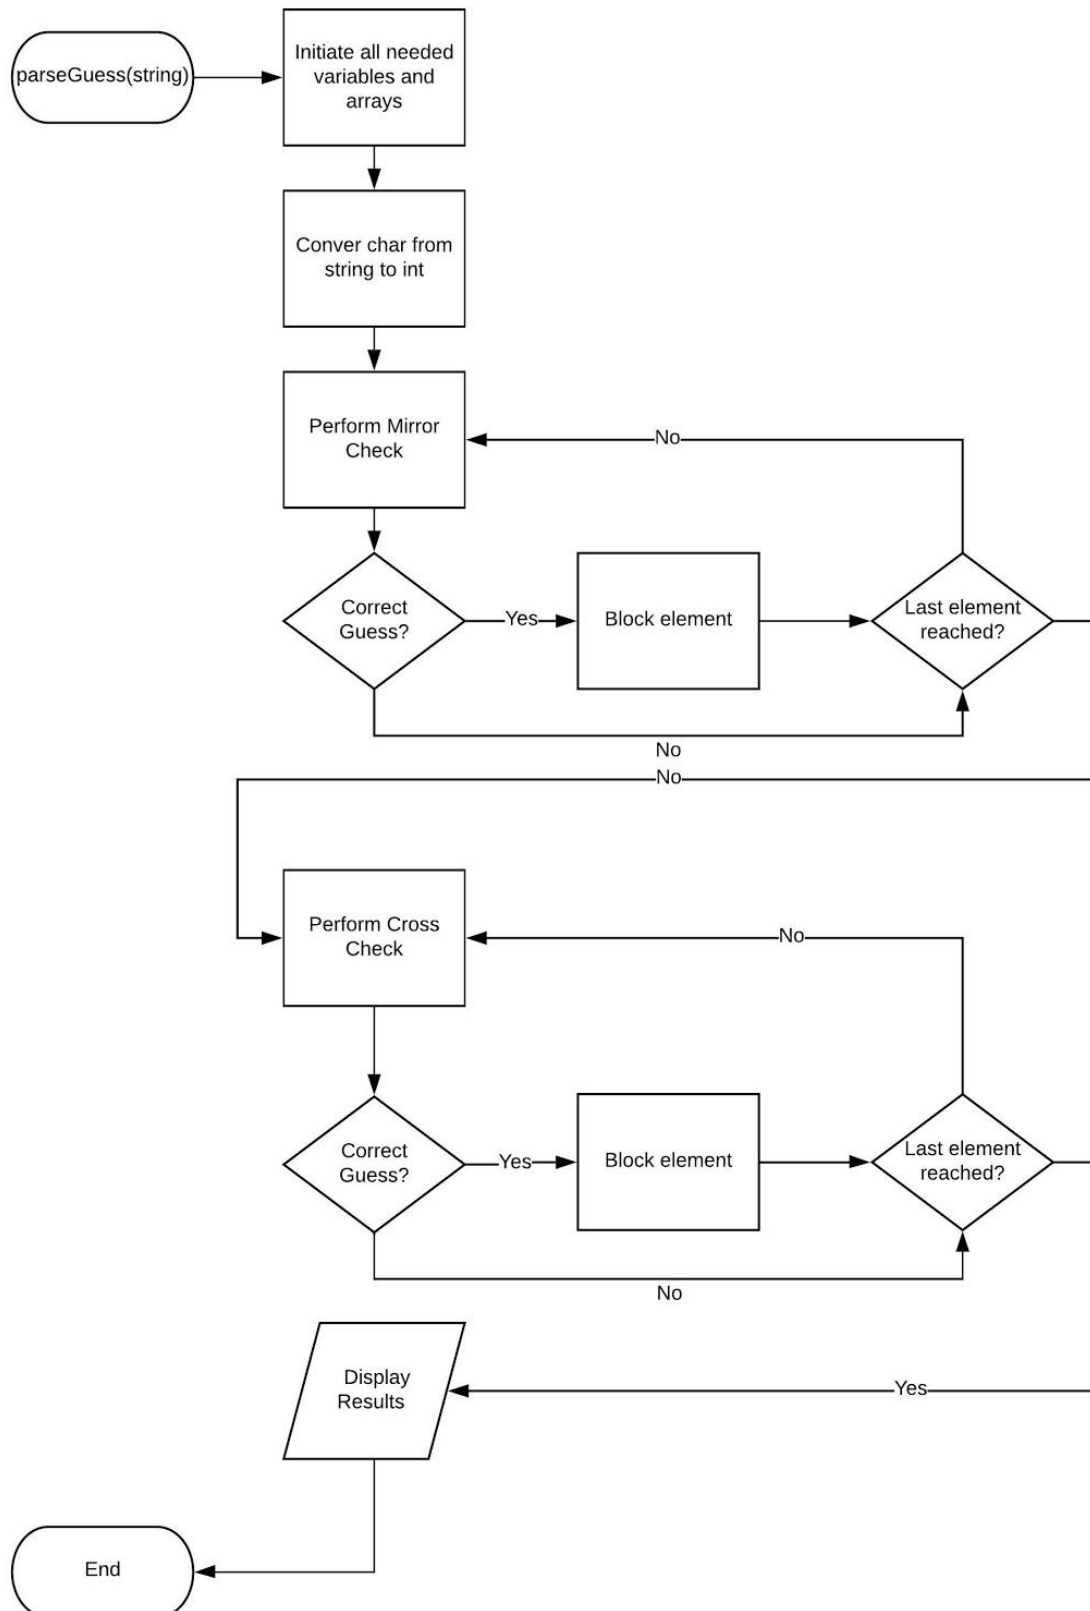 parseGuess(string)
Initiate all needed
variables and
arrays
Conver char from
string to int
Perform Mirror
Check
No
Correct
Guess?
Yes
Block element
Last element
reached?
No
No
Perform Cross
Check
No
Correct
Guess?
Yes
Block element
Last element
reached?
No
Display
Results
Yes
End